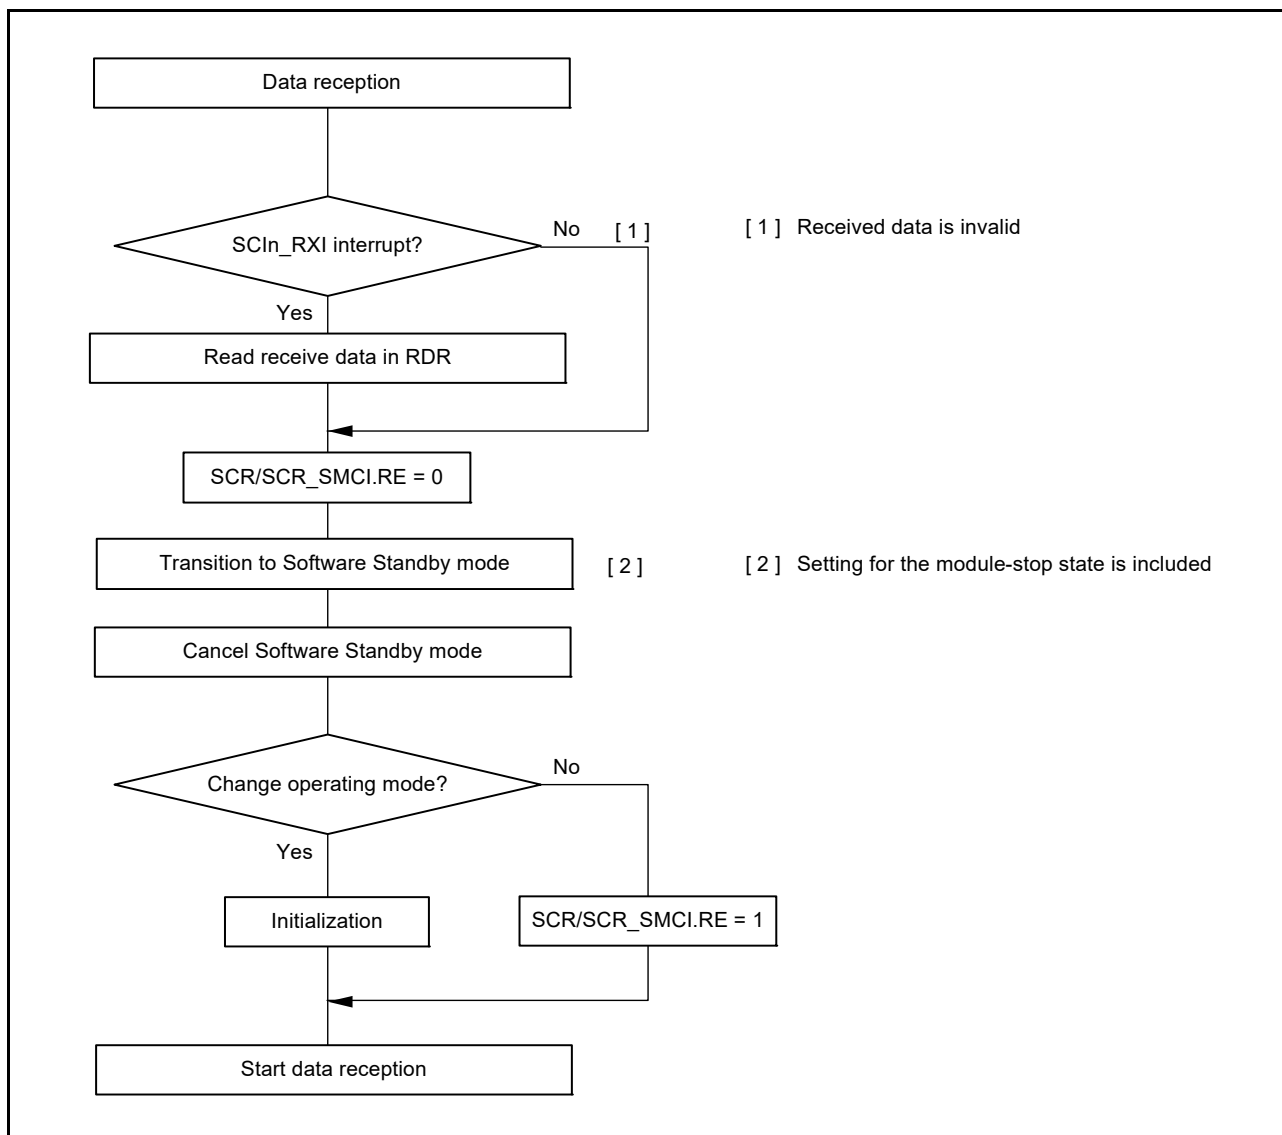 Data reception
SCIn_RXI interrupt?
No
[ 1 ]
[ 1 ] Received data is invalid
Yes
Read receive data in RDR
SCR/SCR_SMCI.RE = 0
Transition to Software Standby mode
[ 2 ]
[ 2 ] Setting for the module-stop state is included
Cancel Software Standby mode
Change operating mode?
No
Yes
Initialization
SCR/SCR_SMCI.RE = 1
Start data reception